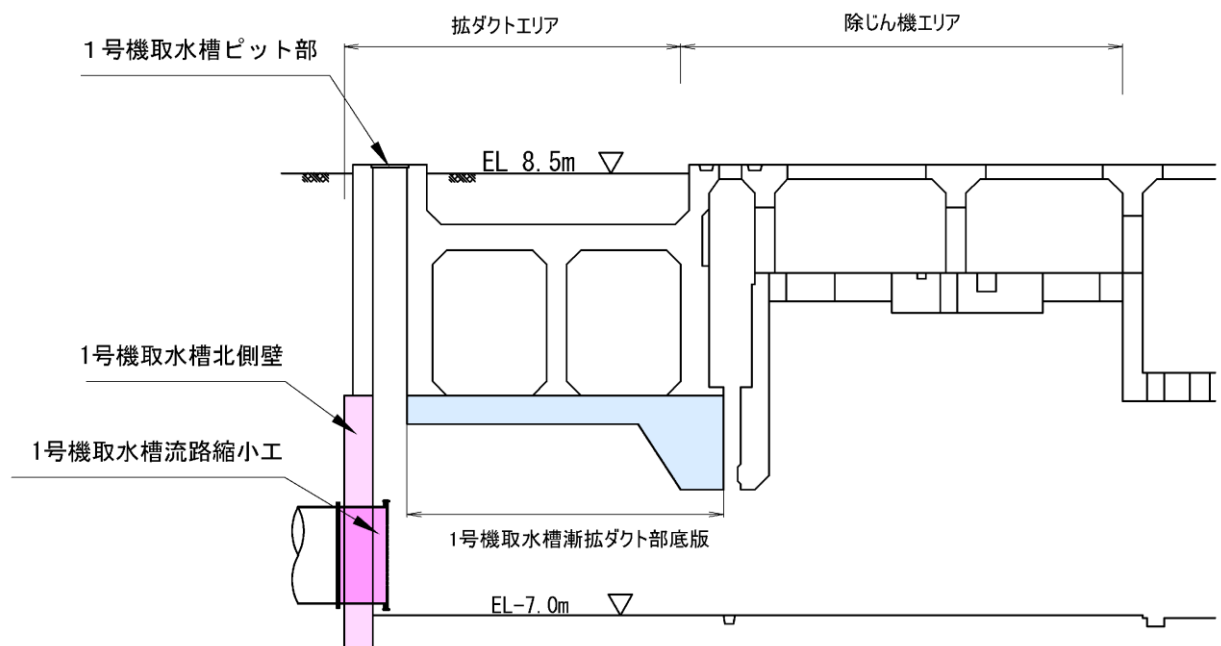 拡ダクトエリア
除じん機エリア
1号機取水槽ピット部
EL 8.5m
1号機取水槽北側壁
1号機取水槽流路縮小工
1号機取水槽漸拡ダクト部底版
EL-7.0m